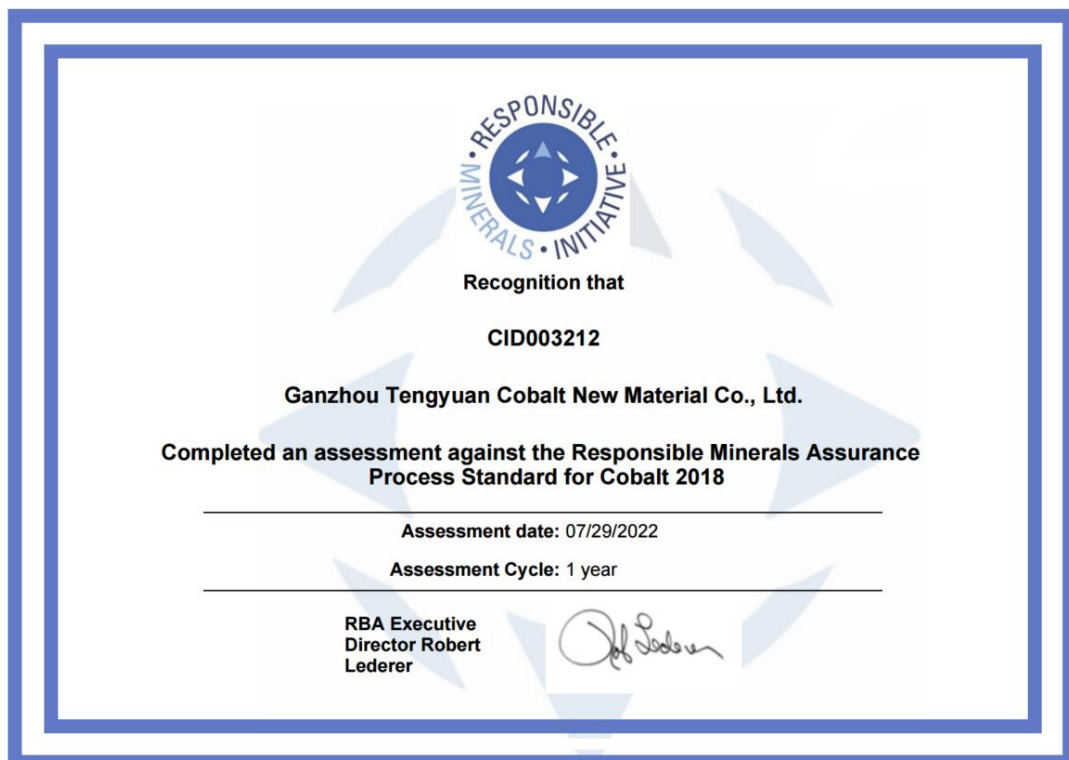 RESPONSIBLE
MINERALS • INITIATIVE
Recognition that
CID003212
Ganzhou Tengyuan Cobalt New Material Co., Ltd.
Completed an assessment against the Responsible Minerals Assurance
Process Standard for Cobalt 2018
Assessment date: 07/29/2022
Assessment Cycle: 1 year
RBA Executive
Director Robert
Lederer
Rob Lederer